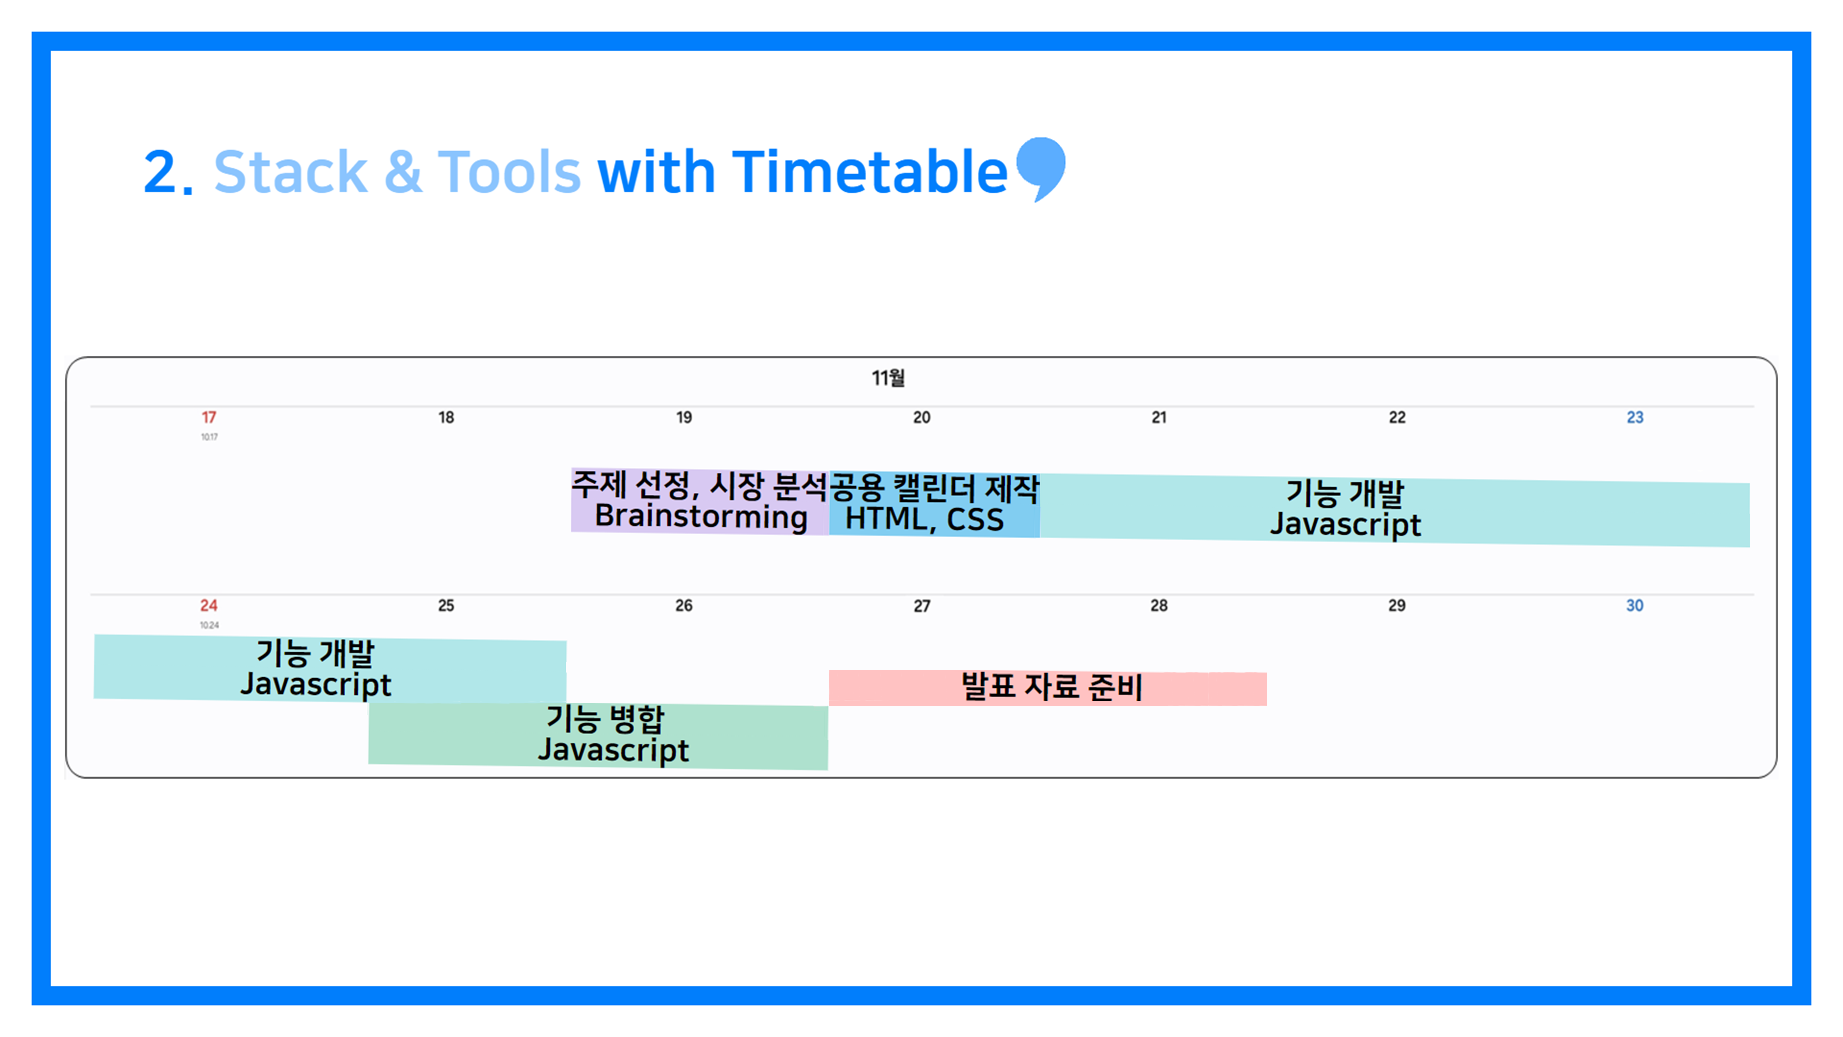 2. Stack & Tools with Timetable
11월
17 18 19 20 21 22 23
10.17
주제 선정, 시장 분석 공용 캘린더 제작 기능 개발
Brainstorming HTML, CSS Javascript
24 25 26 27 28 29 30
10.24
기능 개발
Javascript
발표 자료 준비
기능 병합
Javascript